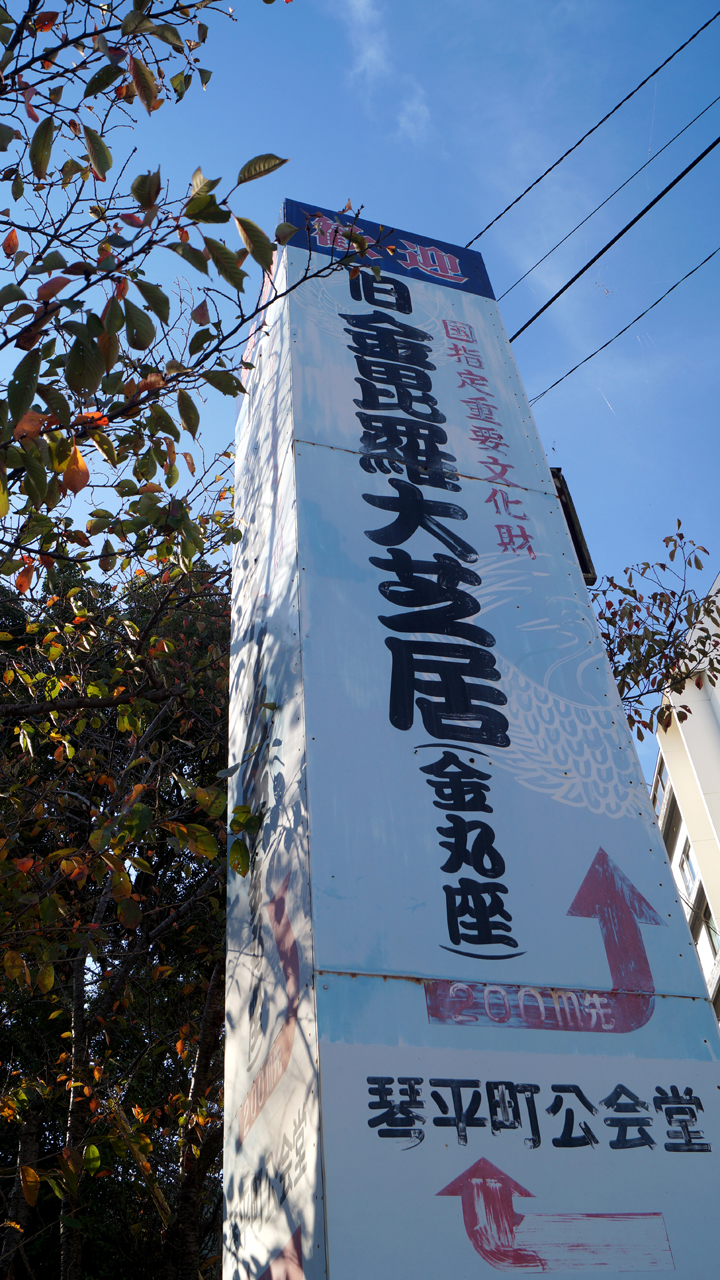 歓迎
国指定重要文化財
旧金毘羅大芝居
(金丸座)
200m先
琴平町公会堂